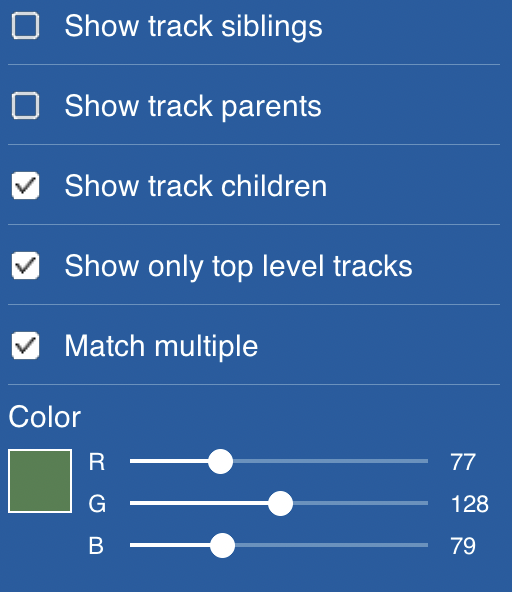 Show track siblings
Show track parents
Show track children
Show only top level tracks
Match multiple
Color
R 77
G 128
B 79